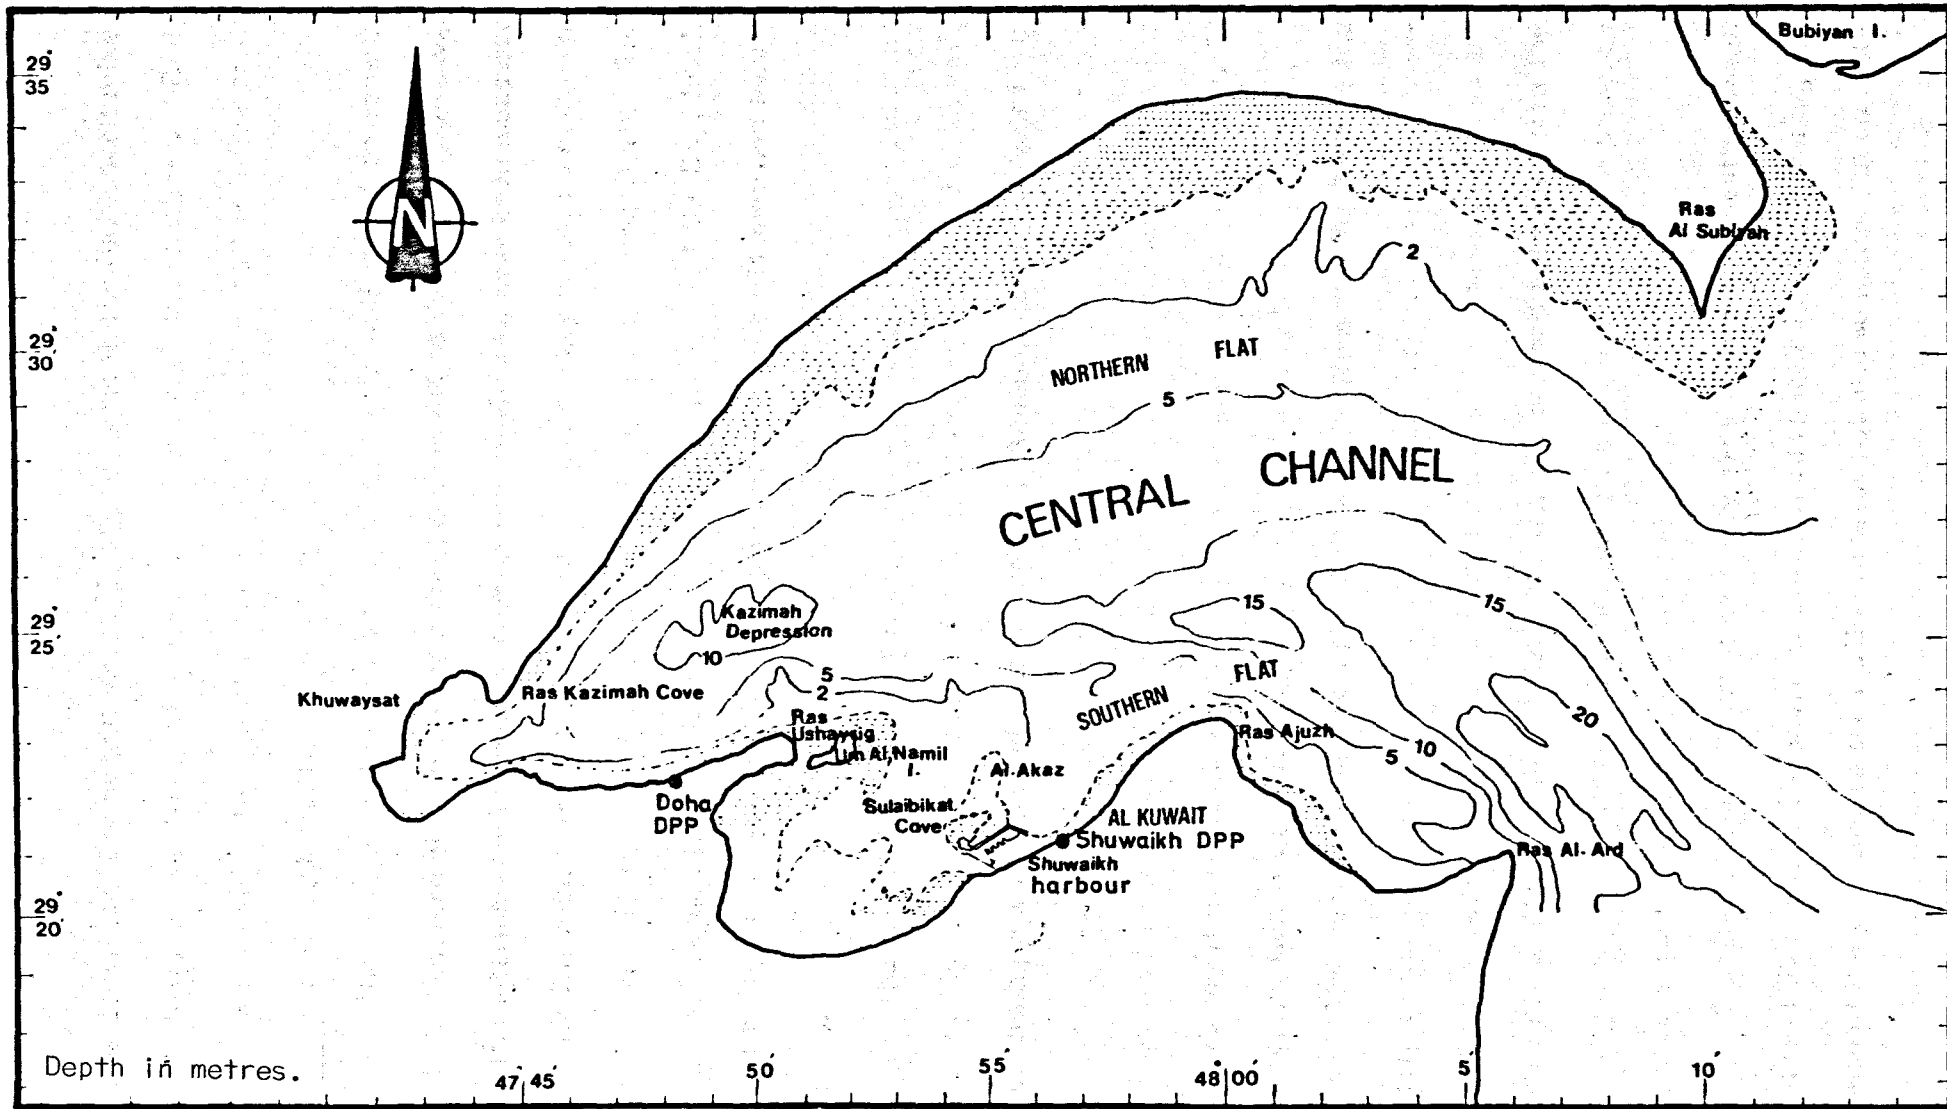 Bubiyan I.
29°
35'
N
Ras
Al Subiyah
2
29°
30'
NORTHERN FLAT
5
CENTRAL CHANNEL
29°
25'
Kazimah
Depression
10
15
15
Khuwaysat
Ras Kazimah Cove
5
2
SOUTHERN FLAT
20
Ras
Ushaysig
Um Al Namil
I.
Ras Ajuzh
10
5
Al-Akaz
Doha
DPP
Sulaibikat
Cove
AL KUWAIT
Shuwaikh DPP
Shuwaikh
harbour
Ras Al-Ard
29°
20'
Depth in metres.
47°45' 50' 55' 48°00' 5' 10'